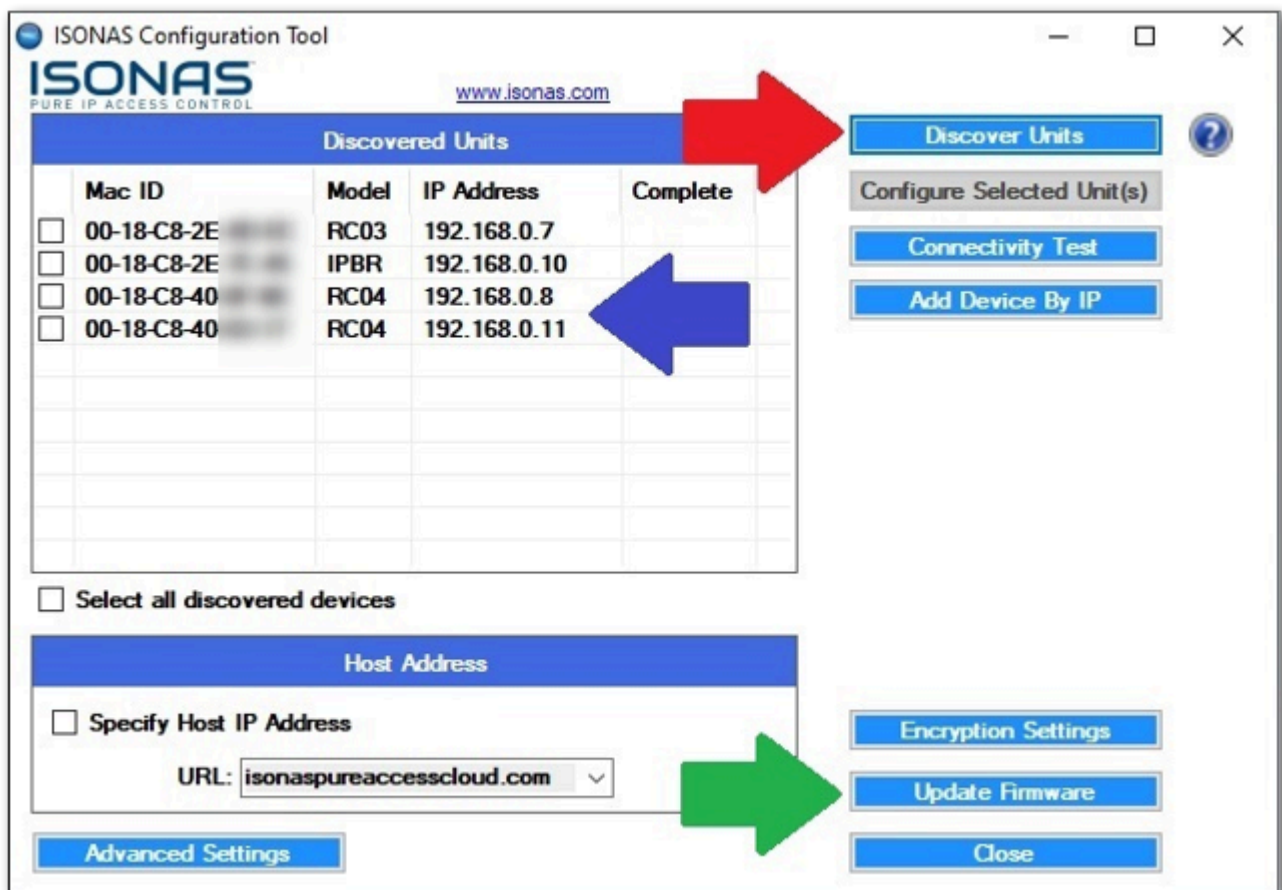 ISONAS Configuration Tool
ISONAS
PURE IP ACCESS CONTROL
www.isonas.com
Discovered Units
Discover Units
Mac ID Model IP Address Complete
Configure Selected Unit(s)
00-18-C8-2E RC03 192.168.0.7
Connectivity Test
00-18-C8-2E IPBR 192.168.0.10
00-18-C8-40 RC04 192.168.0.8
Add Device By IP
00-18-C8-40 RC04 192.168.0.11
Select all discovered devices
Host Address
Specify Host IP Address
Encryption Settings
URL: isonaspureaccesscloud.com
Update Firmware
Advanced Settings
Close